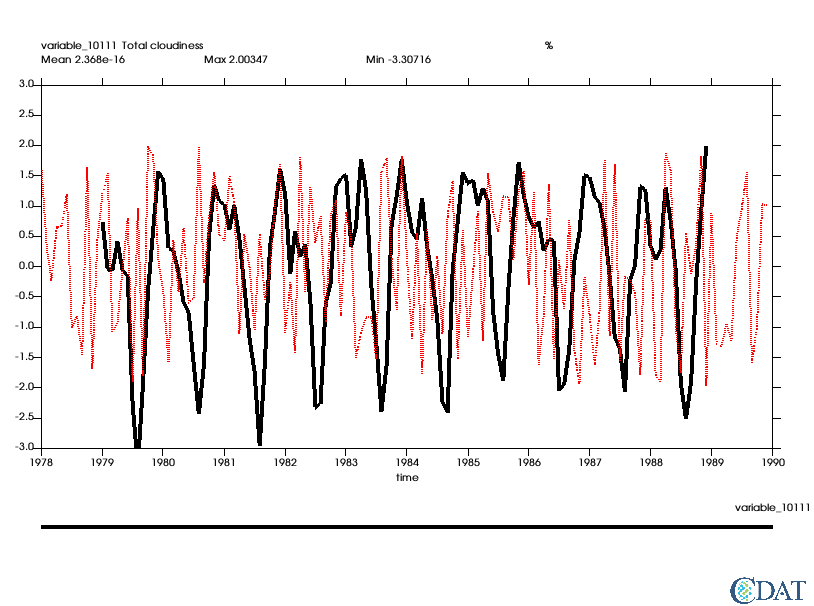 variable_10111 Total cloudiness %
Mean 2.368e-16 Max 2.00347 Min -3.30716
3.0
2.5
2.0
1.5
1.0
0.5
0.0
-0.5
-1.0
-1.5
-2.0
-2.5
-3.0
1978 1979 1980 1981 1982 1983 1984 1985 1986 1987 1988 1989 1990
time
variable_10111
CDAT